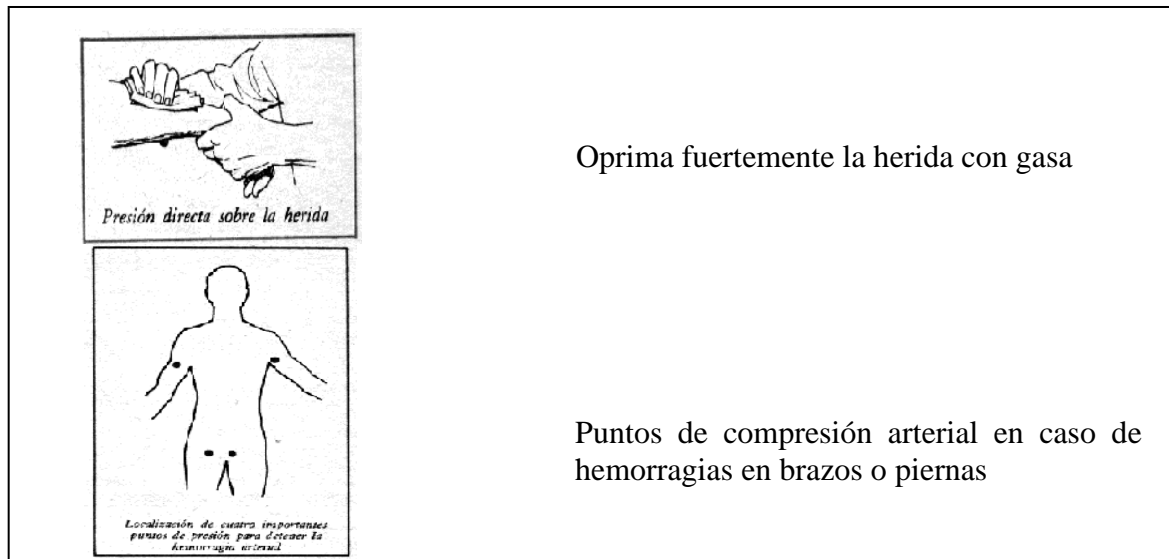 Presión directa sobre la herida
Oprima fuertemente la herida con gasa
Localización de cuatro importantes
puntos de presión para detener la
hemorragia arterial
Puntos de compresión arterial en caso de
hemorragias en brazos o piernas